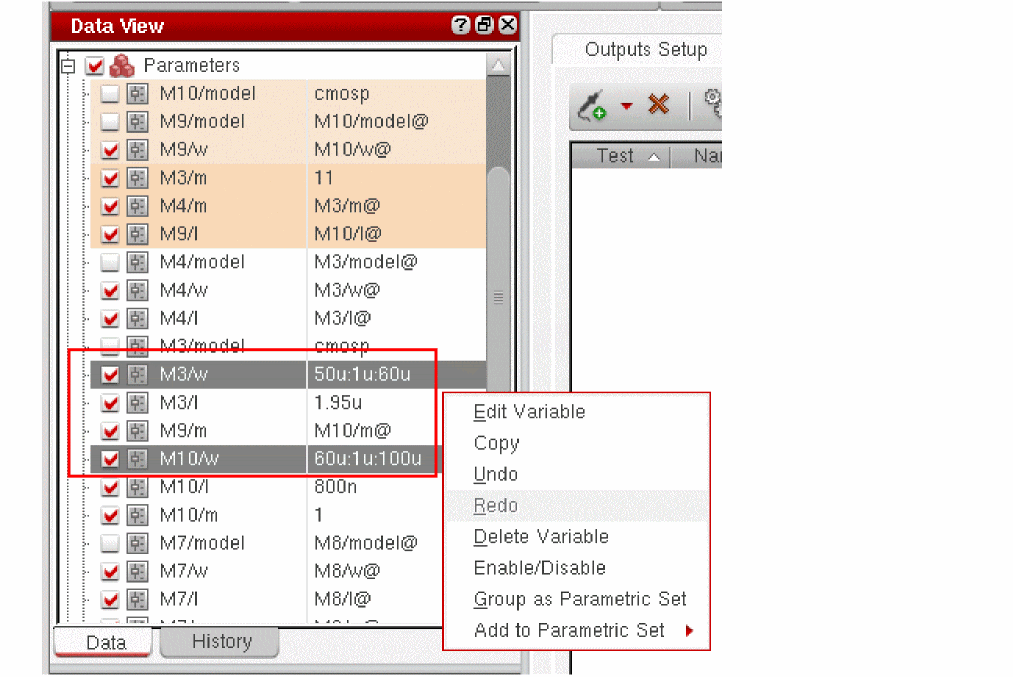 Data View
Parameters
M10/model cmosp
M9/model M10/model@
M9/w M10/w@
M3/m 11
M4/m M3/m@
M9/l M10/l@
M4/model M3/model@
M4/w M3/w@
M4/l M3/l@
M3/model cmosp
M3/w 50u:1u:60u
M3/l 1.95u
M9/m M10/m@
M10/w 60u:1u:100u
M10/l 800n
M10/m 1
M7/model M8/model@
M7/w M8/w@
M7/l M8/l@
Data History
Outputs Setup
Test
Edit Variable
Copy
Undo
Redo
Delete Variable
Enable/Disable
Group as Parametric Set
Add to Parametric Set